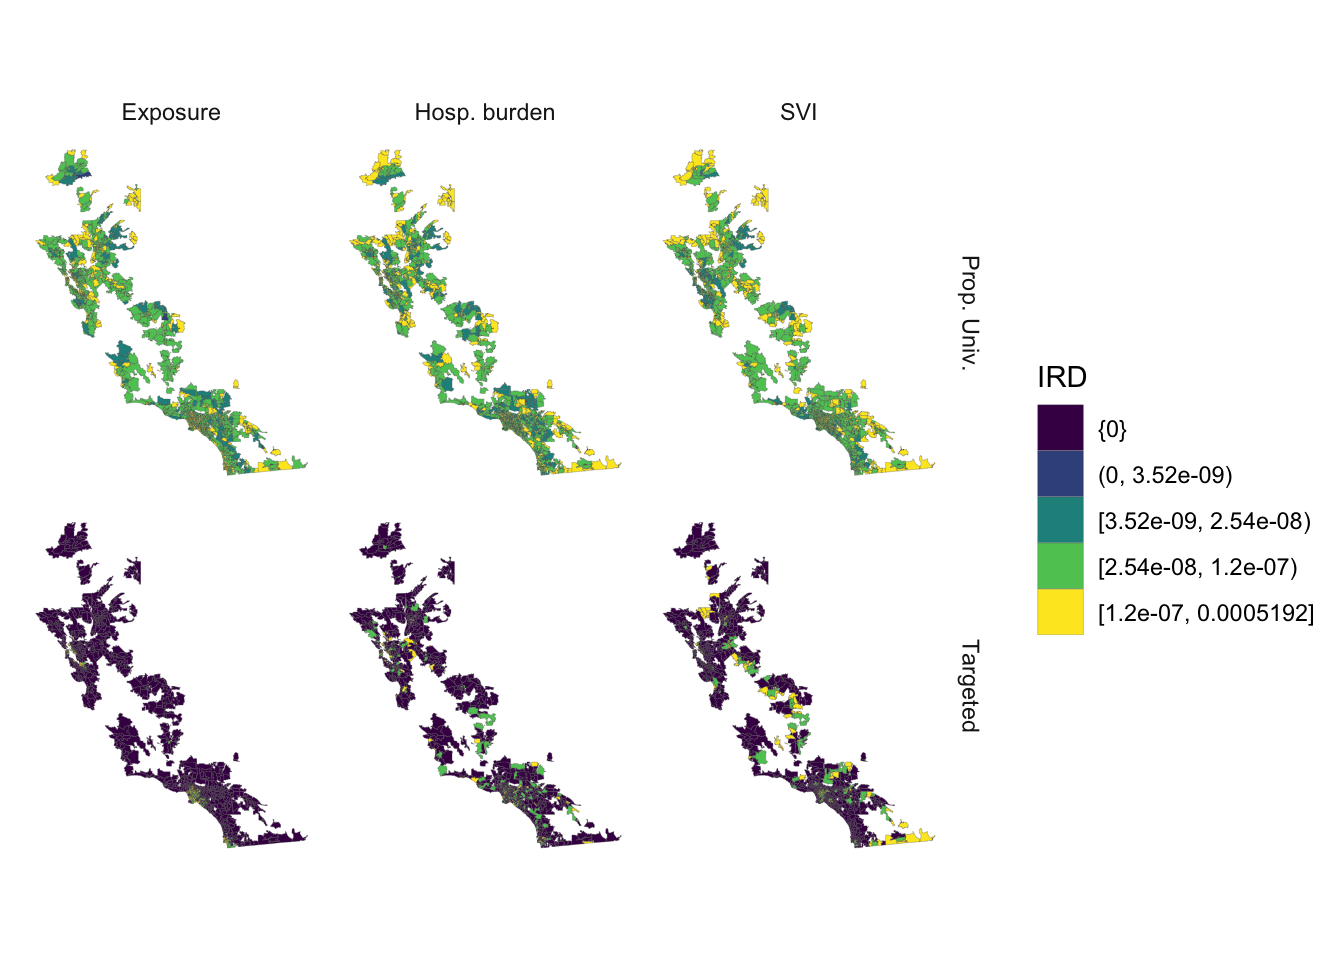 Exposure
Hosp. burden
SVI
Prop. Univ.
Targeted
IRD
{0}
(0, 3.52e-09)
[3.52e-09, 2.54e-08)
[2.54e-08, 1.2e-07)
[1.2e-07, 0.0005192]